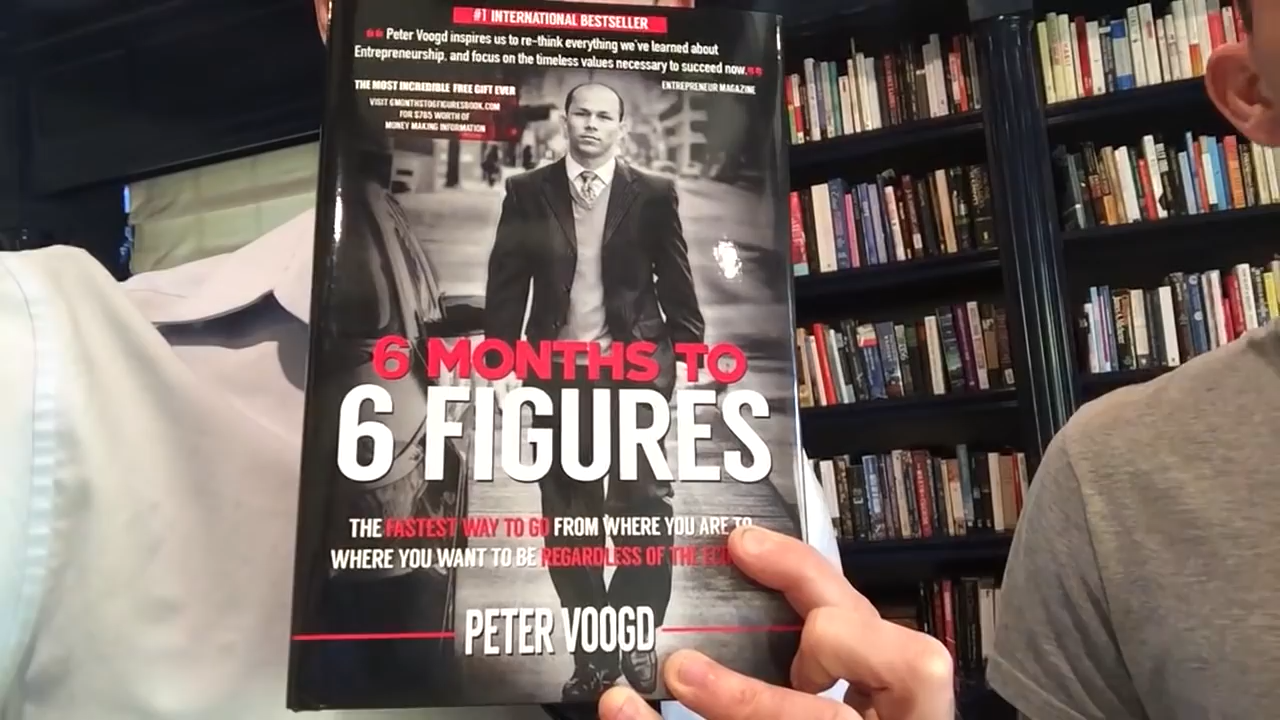 #1 INTERNATIONAL BESTSELLER
“ Peter Voogd inspires us to re-think everything we've learned about
Entrepreneurship, and focus on the timeless values necessary to succeed now.”
ENTREPRENEUR MAGAZINE
THE MOST INCREDIBLE FREE GIFT EVER
VISIT 6MONTHSTO6FIGURESBOOK.COM
FOR $785 WORTH OF
MONEY MAKING INFORMATION
6 MONTHS TO
6 FIGURES
THE FASTEST WAY TO GO FROM WHERE YOU ARE TO
WHERE YOU WANT TO BE REGARDLESS OF THE
PETER VOOGD